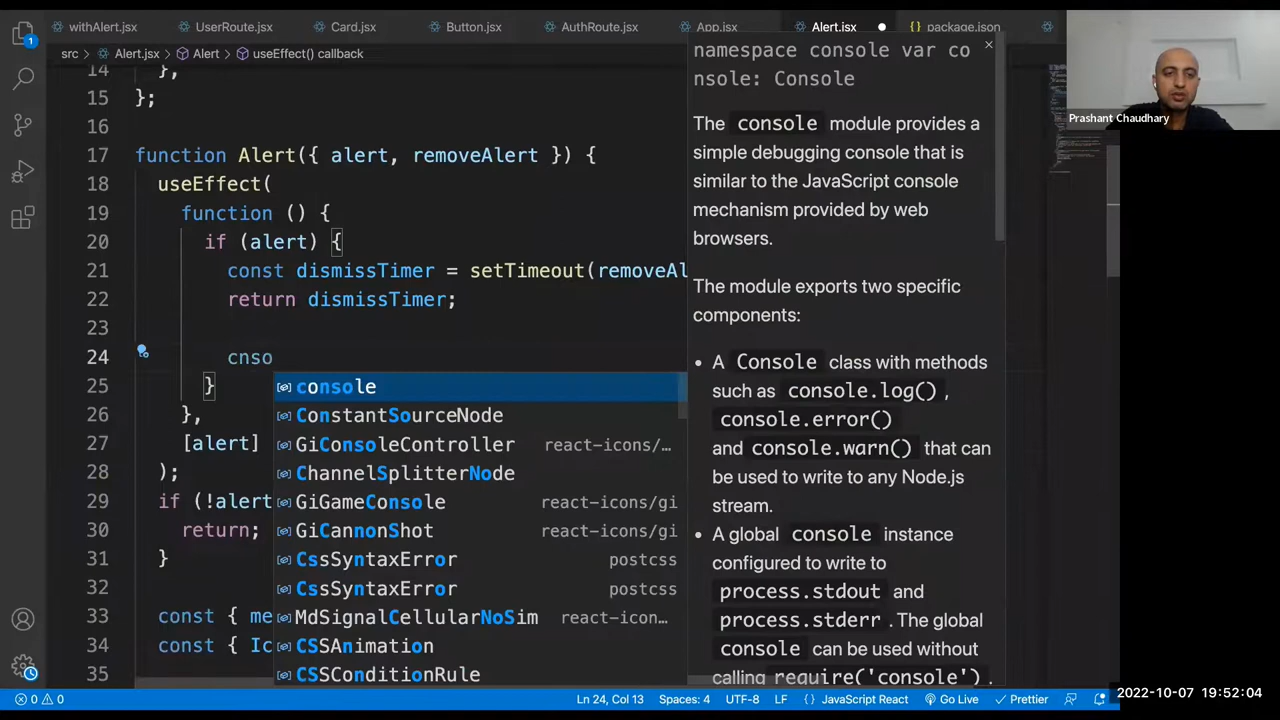 withAlert.jsx UserRoute.jsx Card.jsx Button.jsx AuthRoute.jsx App.jsx Alert.jsx package.json
src Alert.jsx Alert useEffect() callback
14 },
15 };
16
17 function Alert({ alert, removeAlert }) {
18 useEffect(
19 function () {
20 if (alert) {
21 const dismissTimer = setTimeout(removeAl
22 return dismissTimer;
23
24 cnso
25 }
26 },
27 [alert]
28 );
29 if (!alert
30 return;
31 }
32
33 const { me
34 const { Ic
35
console
ConstantSourceNode
GiConsoleController react-icons/…
ChannelSplitterNode
GiGameConsole react-icons/gi
GiCannonShot react-icons/gi
CssSyntaxError postcss
CssSyntaxError postcss
MdSignalCellularNoSim react-icon…
CSSAnimation
CSSConditionRule
namespace console var co
nsole: Console
The console module provides a
simple debugging console that is
similar to the JavaScript console
mechanism provided by web
browsers.
The module exports two specific
components:
• A Console class with methods
such as console.log() ,
console.error()
and console.warn() that can
be used to write to any Node.js
stream.
• A global console instance
configured to write to
process.stdout and
process.stderr . The global
console can be used without
calling require('console') .
Prashant Chaudhary
1
0 0 Ln 24, Col 13 Spaces: 4 UTF-8 LF { } JavaScript React Go Live Prettier
2022-10-07 19:52:04